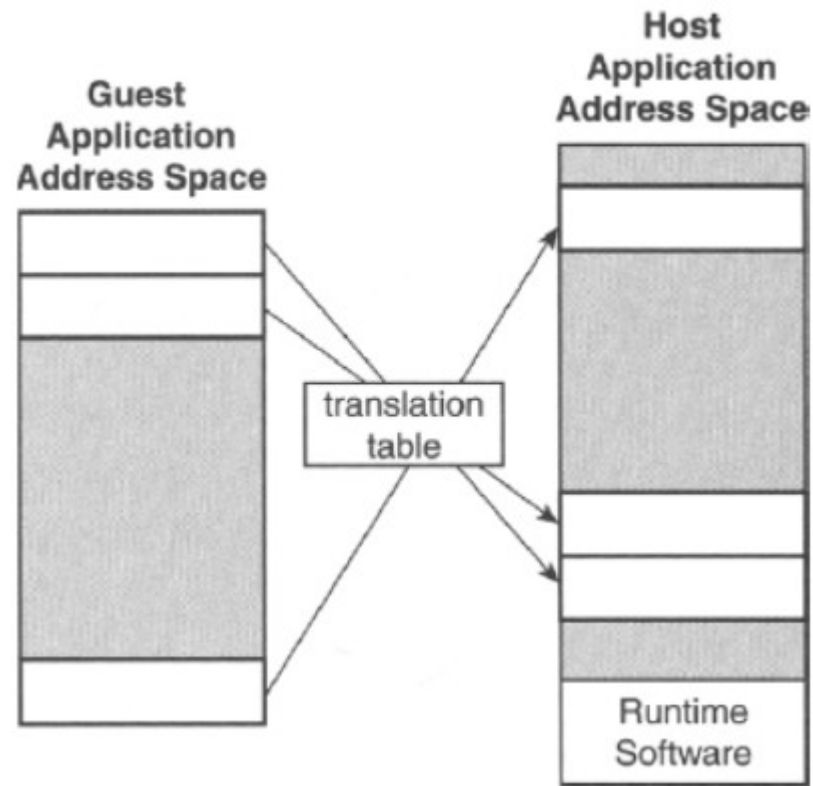 Guest
Application
Address Space
Host
Application
Address Space
translation
table
Runtime
Software